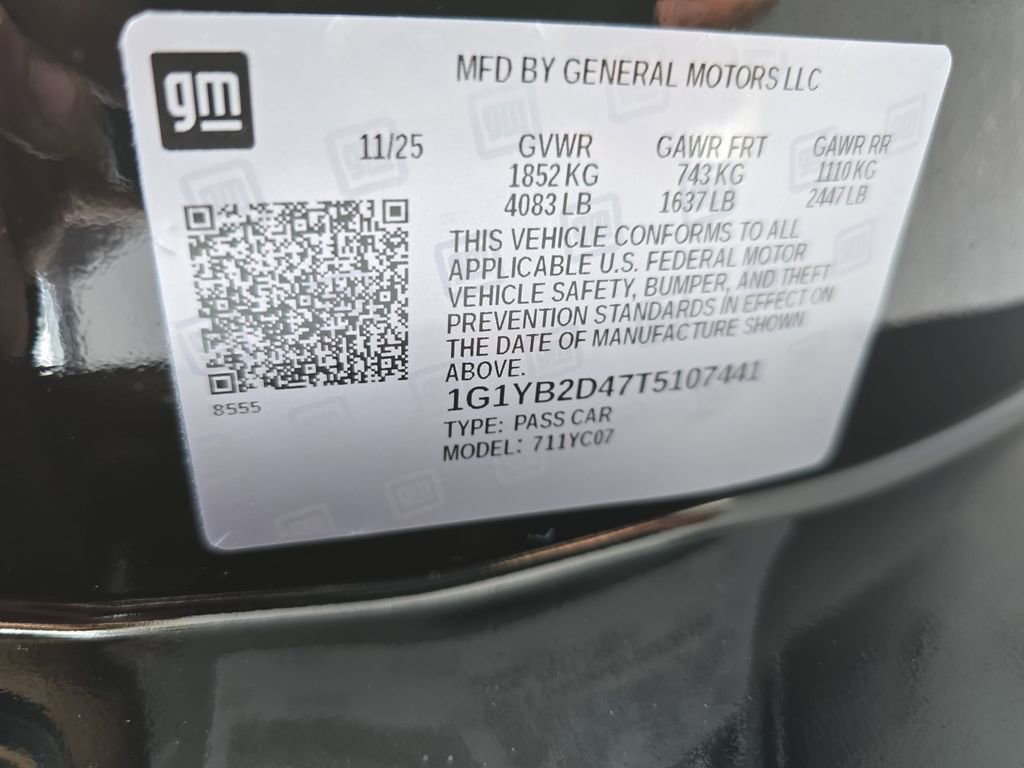 gm
MFD BY GENERAL MOTORS LLC
11/25 GVWR GAWR FRT GAWR RR
1852 KG 743 KG 1110 KG
4083 LB 1637 LB 2447 LB
THIS VEHICLE CONFORMS TO ALL
APPLICABLE U.S. FEDERAL MOTOR
VEHICLE SAFETY, BUMPER, AND THEFT
PREVENTION STANDARDS IN EFFECT ON
THE DATE OF MANUFACTURE SHOWN
ABOVE.
1G1YB2D47T5107441
TYPE: PASS CAR
MODEL: 711YC07
8555